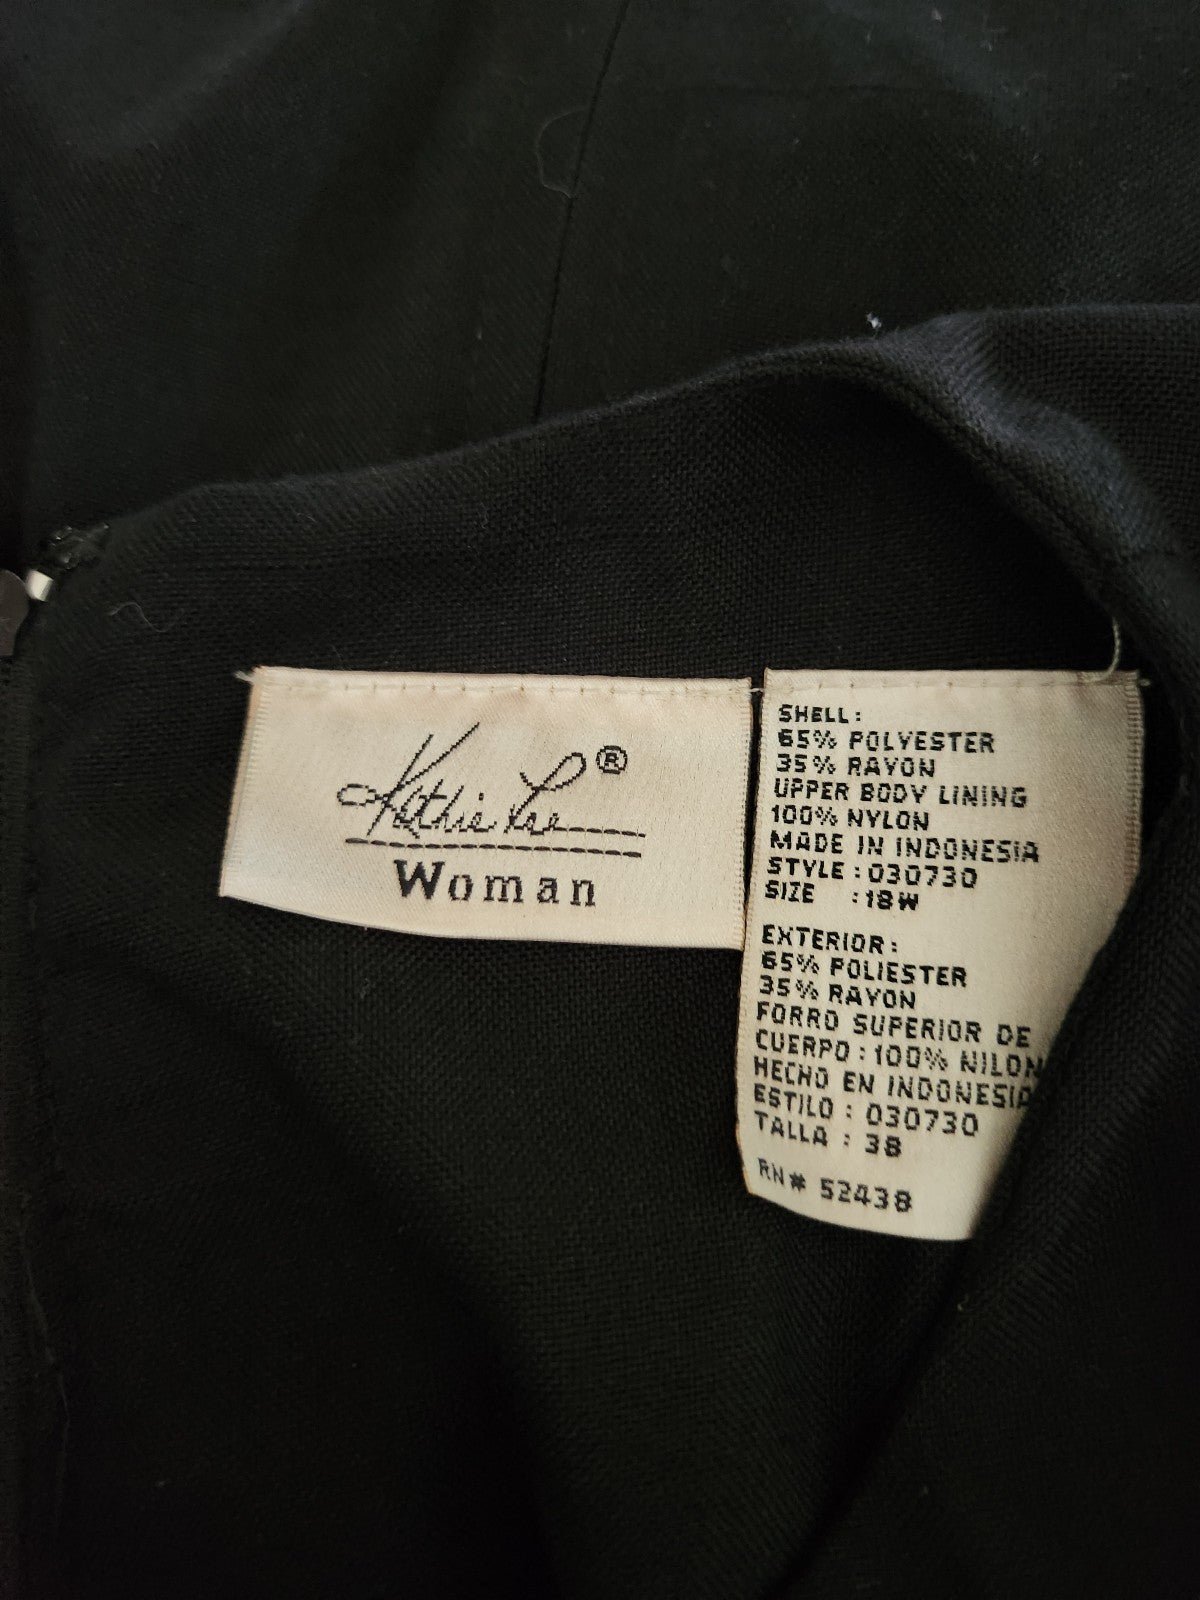 Kathie Lee®
Woman
SHELL:
65% POLYESTER
35% RAYON
UPPER BODY LINING
100% NYLON
MADE IN INDONESIA
STYLE : 030730
SIZE : 18W
EXTERIOR:
65% POLIESTER
35% RAYON
FORRO SUPERIOR DE
CUERPO : 100% NILON
HECHO EN INDONESIA
ESTILO : 030730
TALLA : 38
RN# 52438